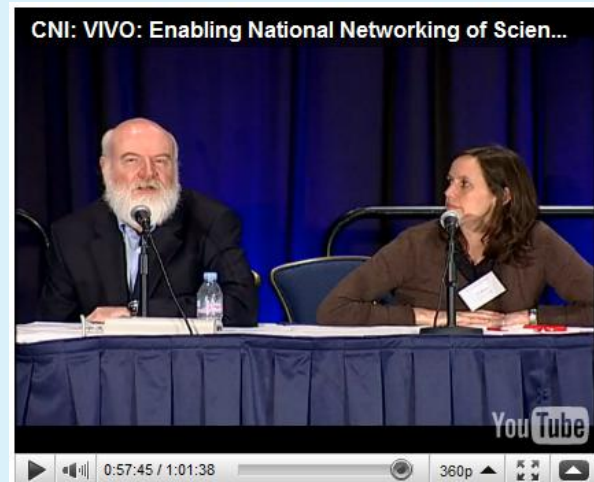 CNI: VIVO: Enabling National Networking of Scien...
YouTube
0:57:45 / 1:01:38
360p